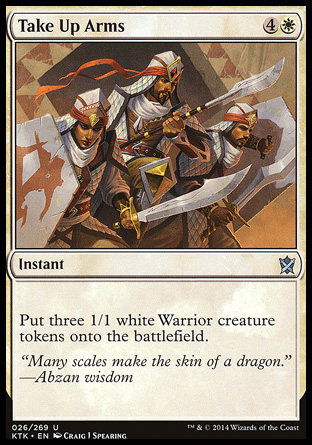 Take Up Arms 4
Instant
Put three 1/1 white Warrior creature
tokens onto the battlefield.
“Many scales make the skin of a dragon.”
—Abzan wisdom
026/269 U
KTK • EN Craig J Spearing ™ & © 2014 Wizards of the Coast